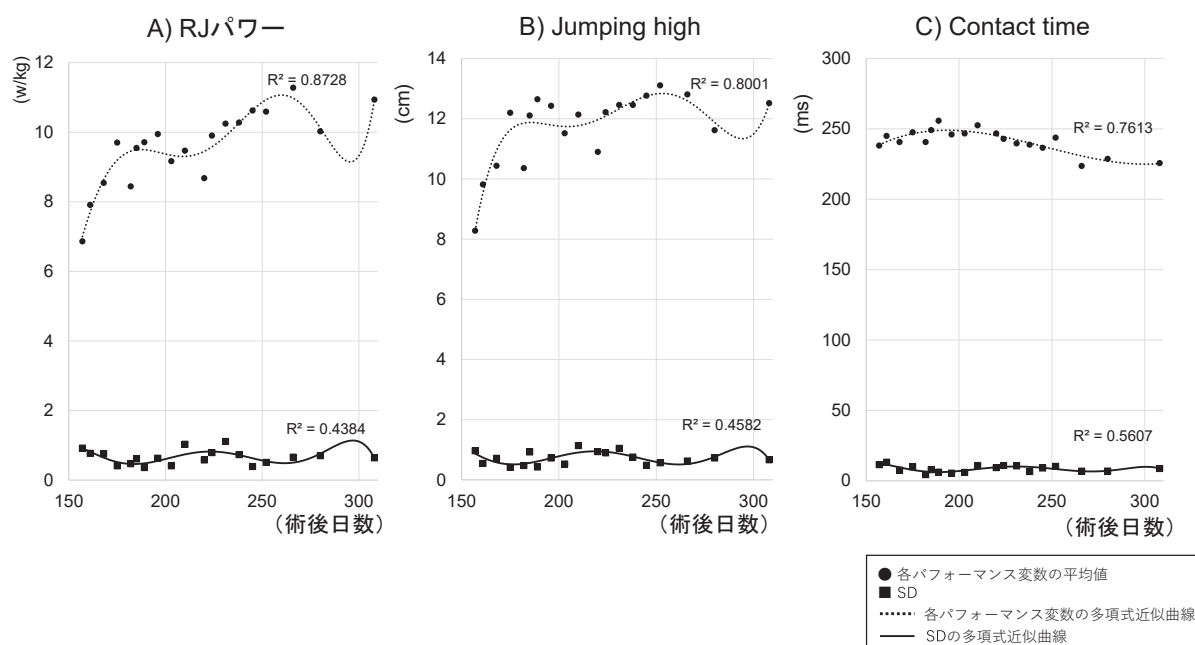 A) RJパワー
(w/kg)
12
10
8
6
4
2
0
R² = 0.8728
R² = 0.4384
150
200
250
300
（術後日数）
B) Jumping high
(cm)
14
12
10
8
6
4
2
0
R² = 0.8001
R² = 0.4582
150
200
250
300
（術後日数）
C) Contact time
(ms)
300
250
200
150
100
50
0
R² = 0.7613
R² = 0.5607
150
200
250
300
（術後日数）
各パフォーマンス変数の平均値
SD
各パフォーマンス変数の多項式近似曲線
SDの多項式近似曲線